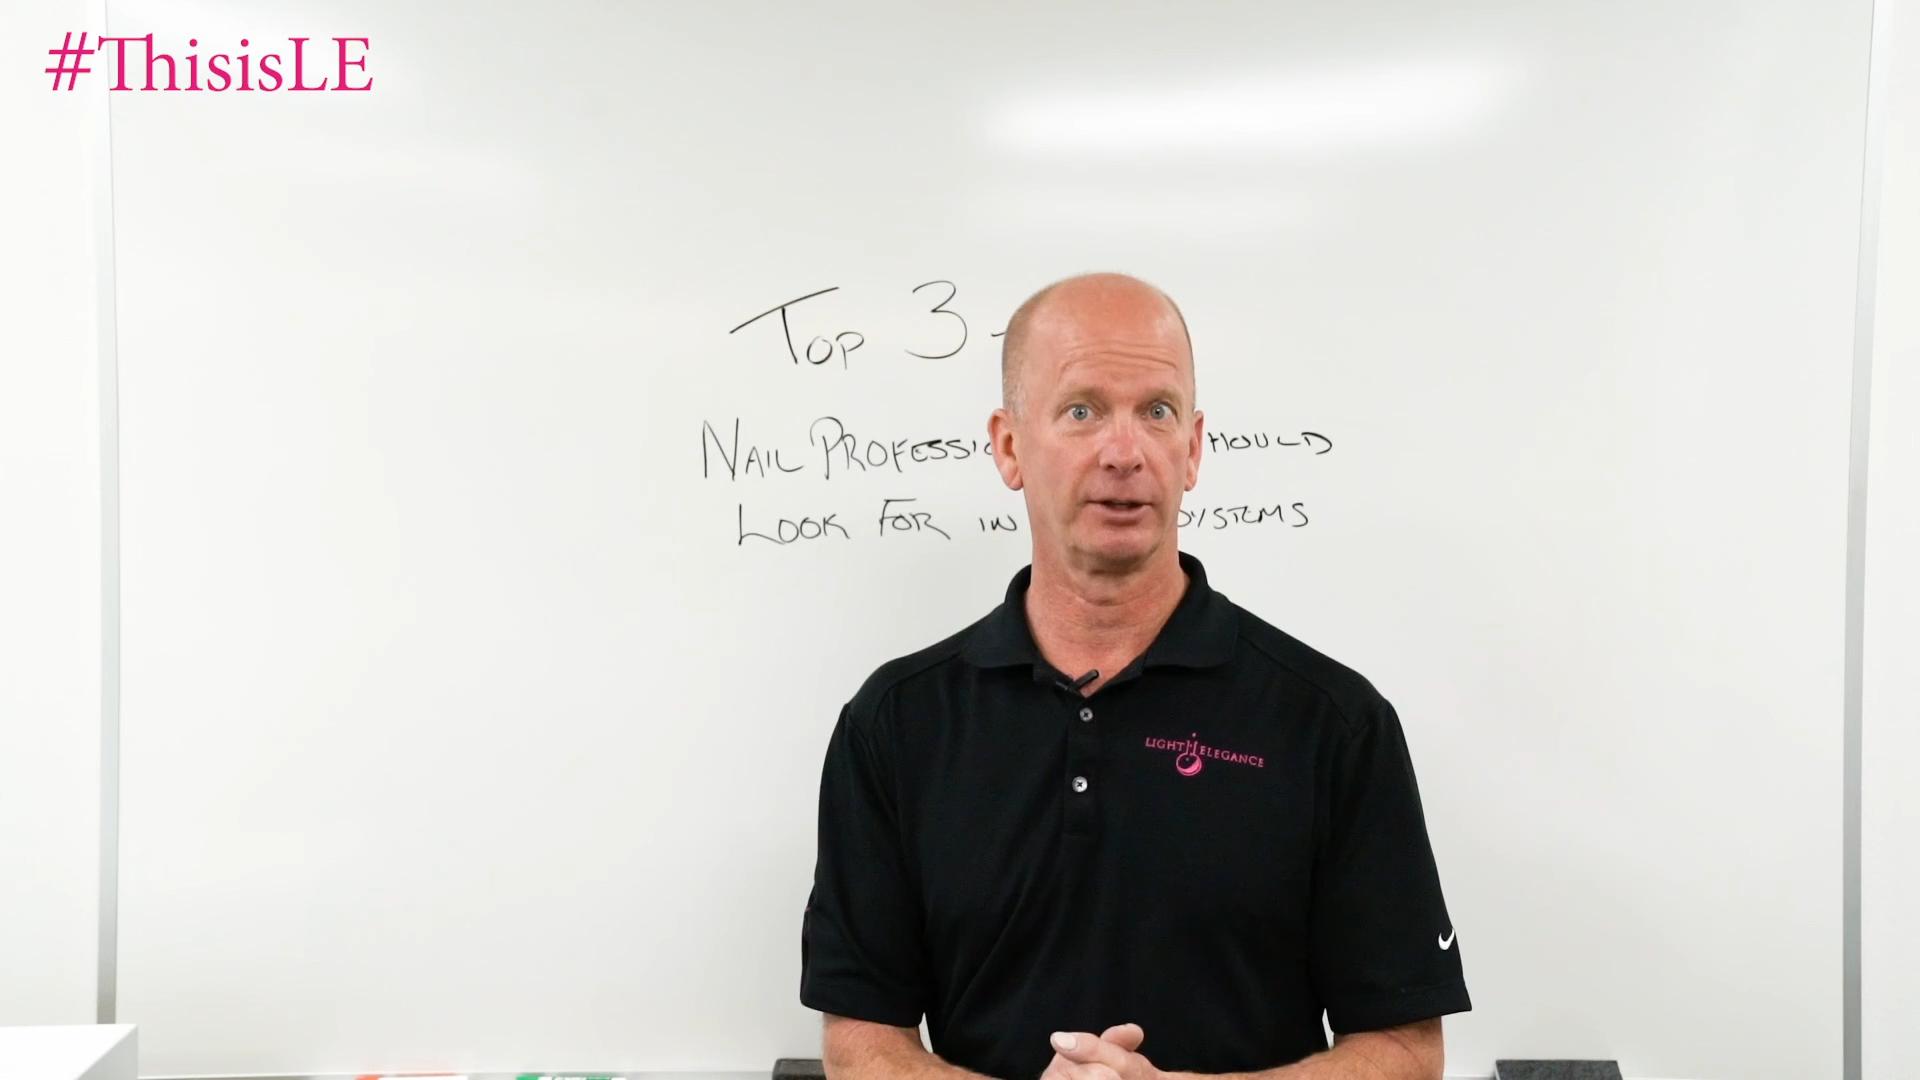 #ThisisLE
Top 3 -
NAIL PROFESSIO HOULD
LOOK FOR IN YSTEMS
LIGHT ELEGANCE